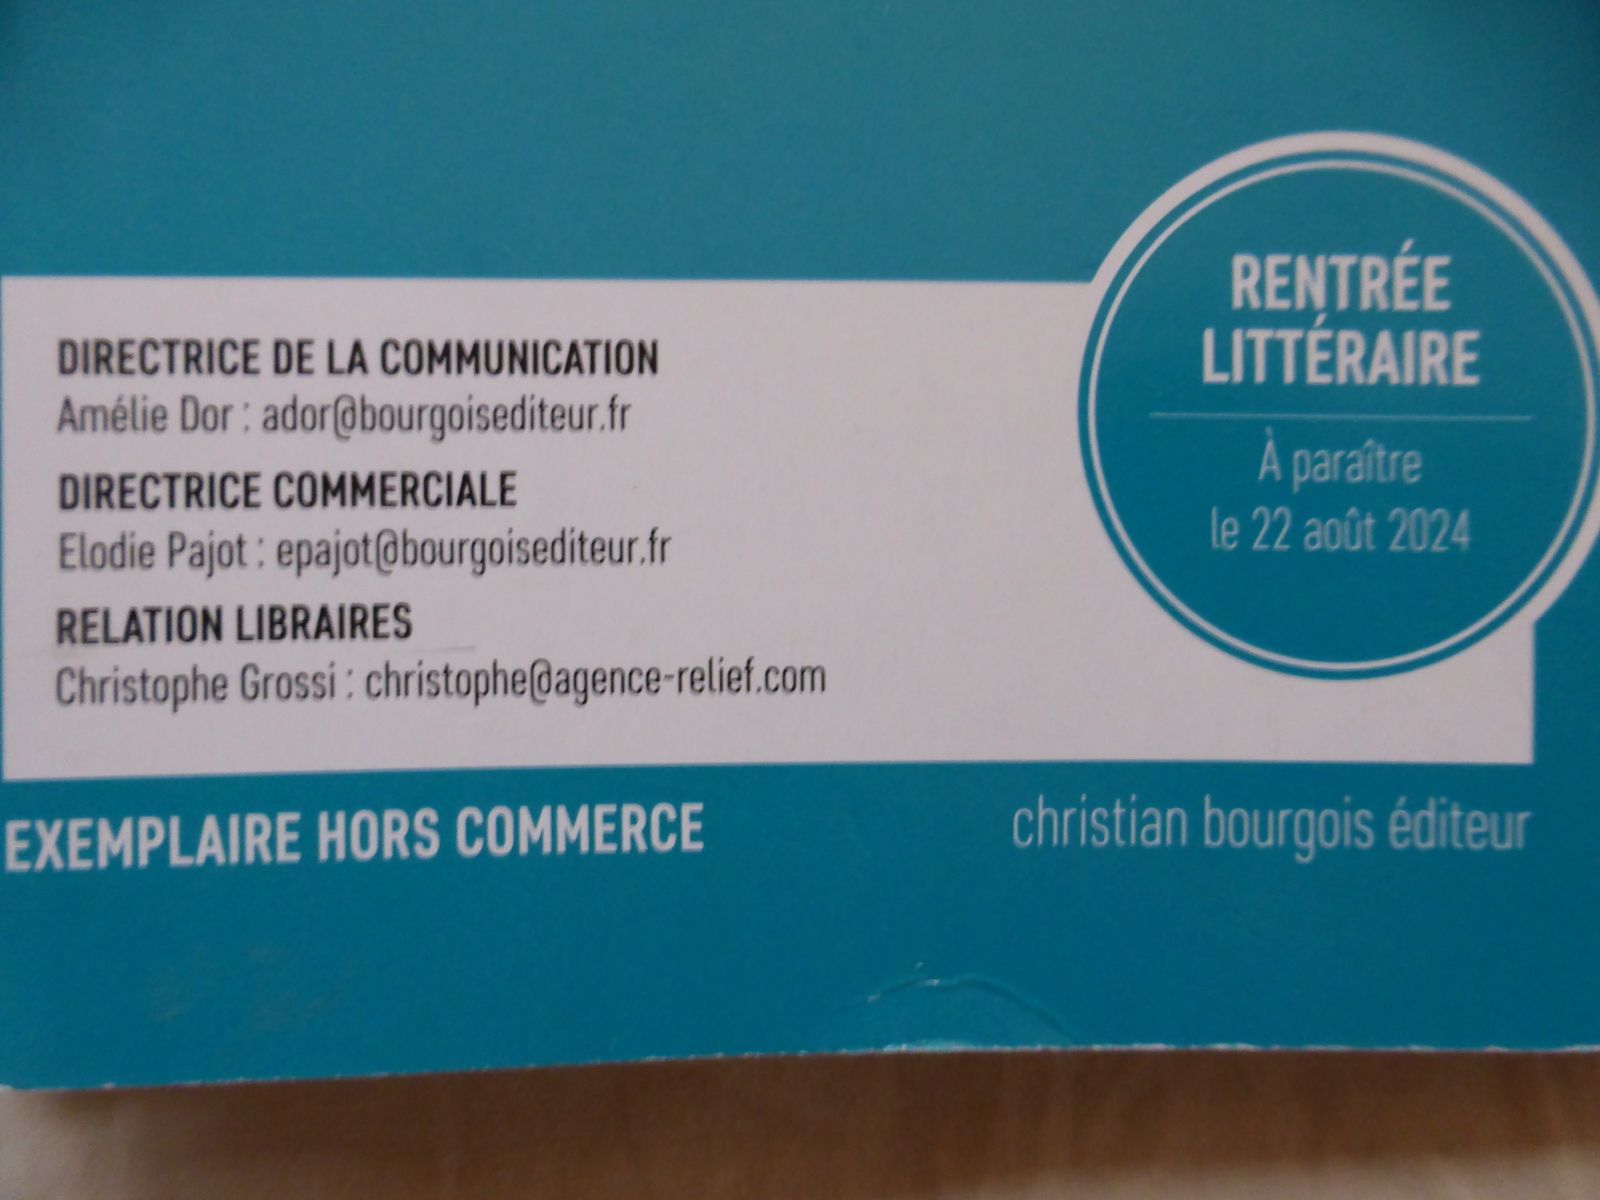 DIRECTRICE DE LA COMMUNICATION
Amélie Dor : ador@bourgoisediteur.fr
DIRECTRICE COMMERCIALE
Elodie Pajot : epajot@bourgoisediteur.fr
RELATION LIBRAIRES
Christophe Grossi : christophe@agence-relief.com
RENTRÉE
LITTÉRAIRE
À paraître
le 22 août 2024
EXEMPLAIRE HORS COMMERCE
christian bourgois éditeur